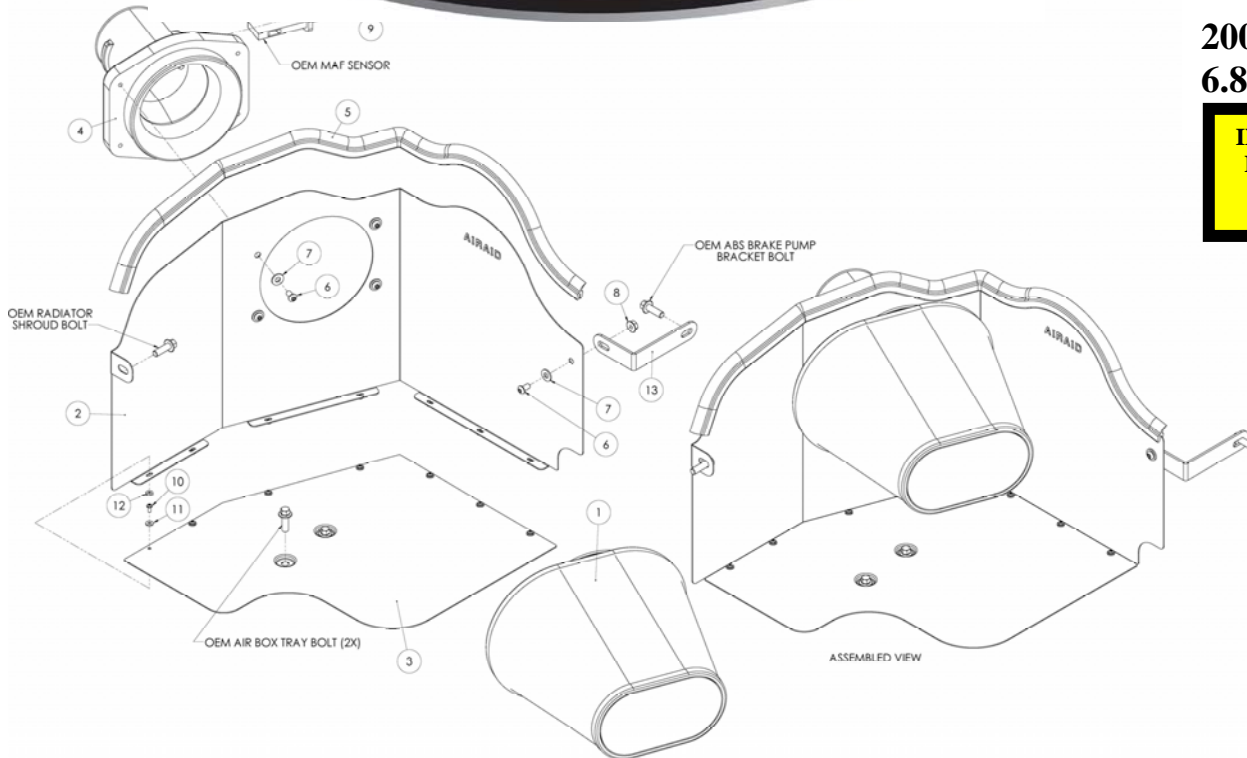 9
OEM MAF SENSOR
4
5
AIRAID
7
6
OEM RADIATOR
SHROUD BOLT
2
8
OEM ABS BRAKE PUMP
BRACKET BOLT
13
7
6
12
10
11
OEM AIR BOX TRAY BOLT (2X)
3
1
200
6.8
AIRAID
ASSEMBLED VIEW